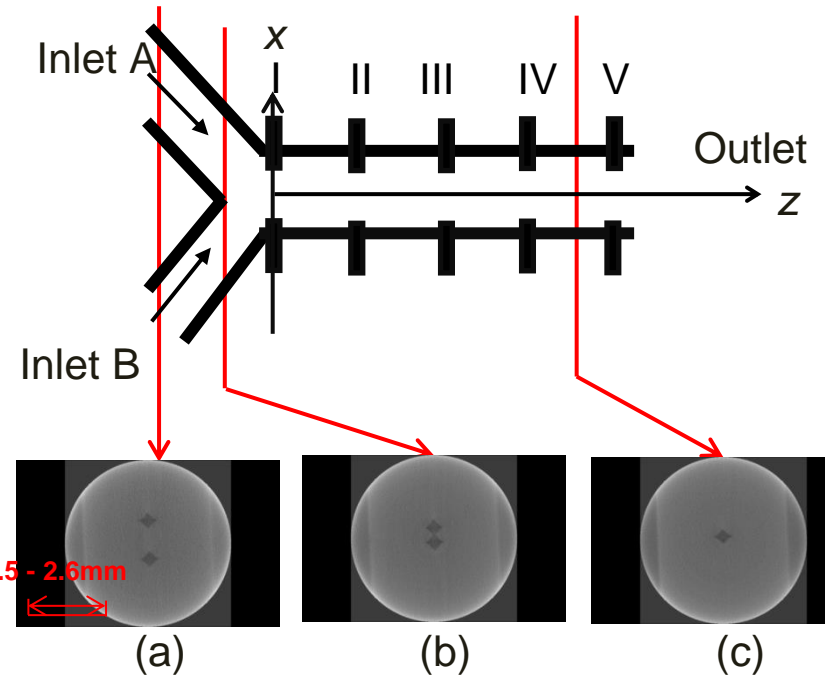 x
Inlet A
I
II
III
IV
V
Outlet
z
Inlet B
.5 - 2.6mm
(a)
(b)
(c)